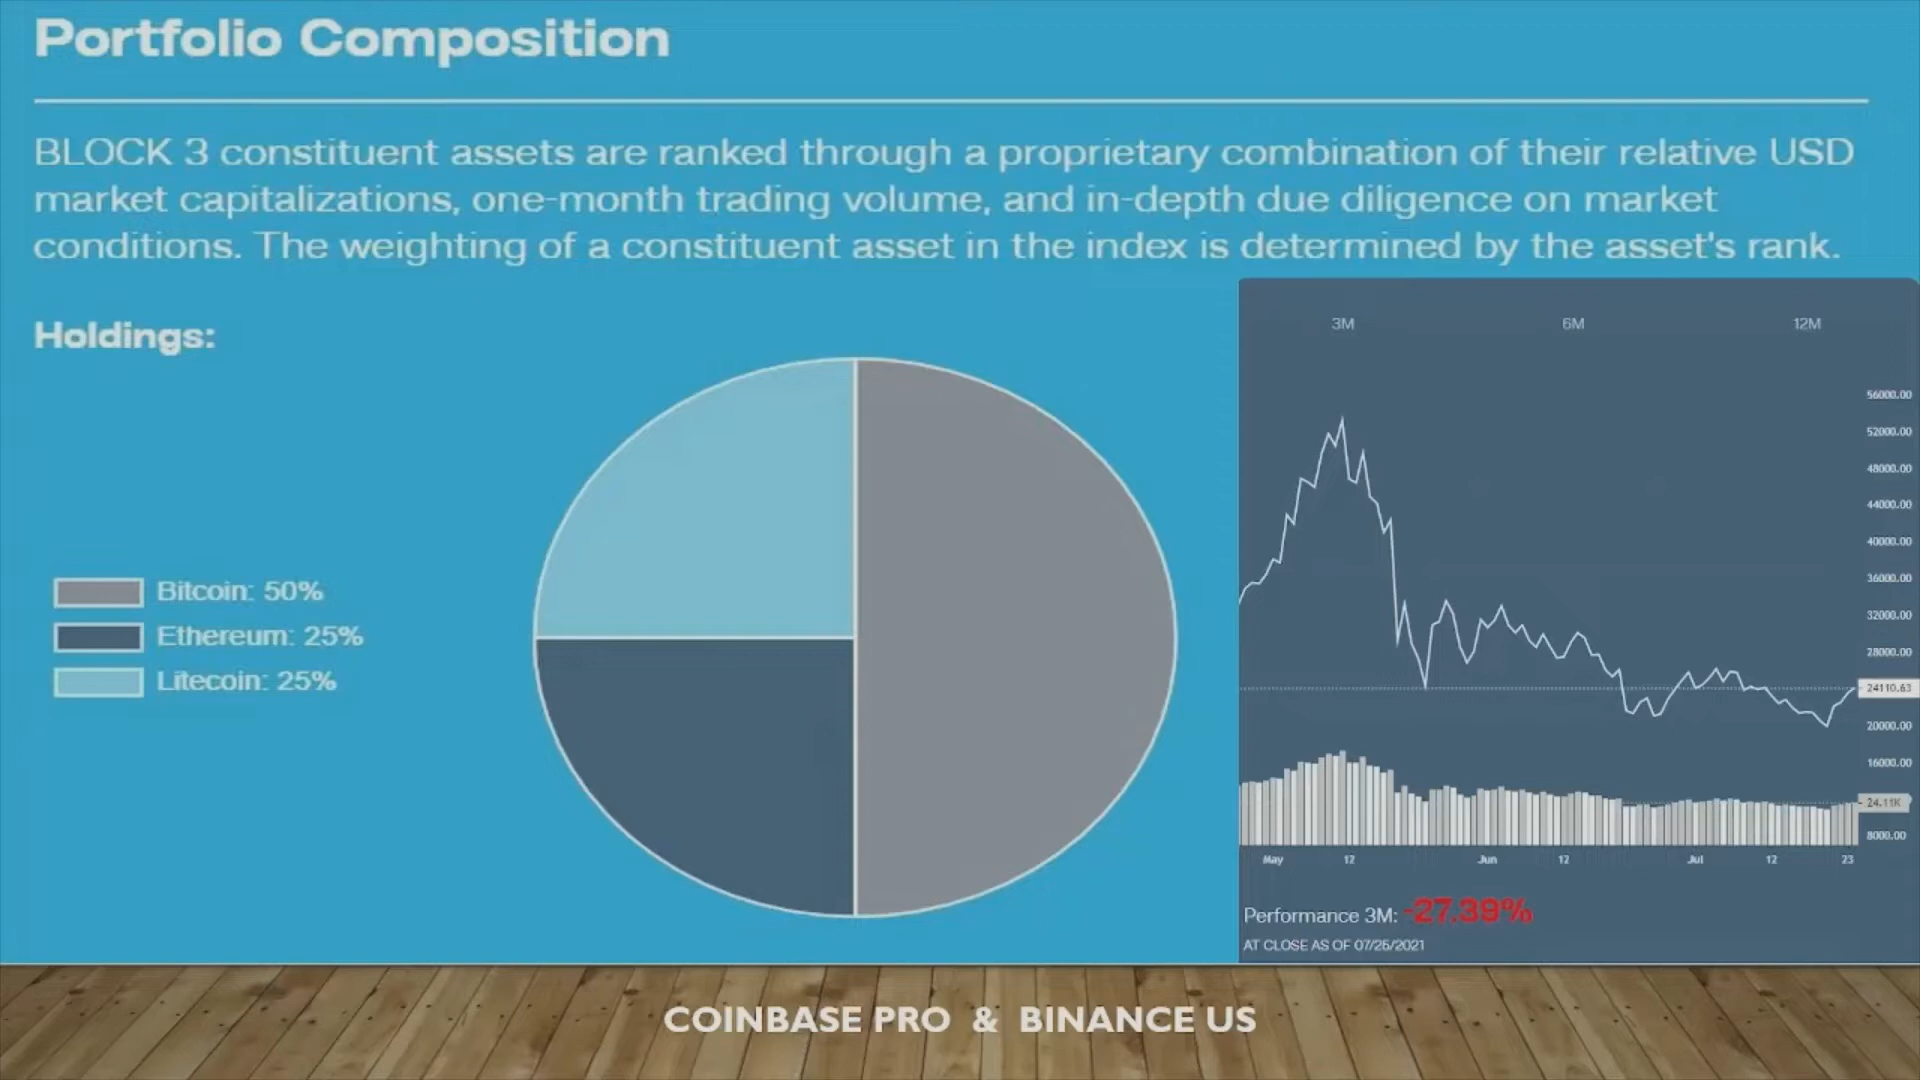 Portfolio Composition
BLOCK 3 constituent assets are ranked through a proprietary combination of their relative USD
market capitalizations, one-month trading volume, and in-depth due diligence on market
conditions. The weighting of a constituent asset in the index is determined by the asset's rank.
Holdings:
Bitcoin: 50%
Ethereum: 25%
Litecoin: 25%
3M 6M 12M
56000.00
52000.00
48000.00
44000.00
40000.00
36000.00
32000.00
28000.00
24110.63
20000.00
16000.00
24.11K
8000.00
May 12 Jun 12 Jul 12 23
Performance 3M: -27.39%
AT CLOSE AS OF 07/25/2021
COINBASE PRO & BINANCE US